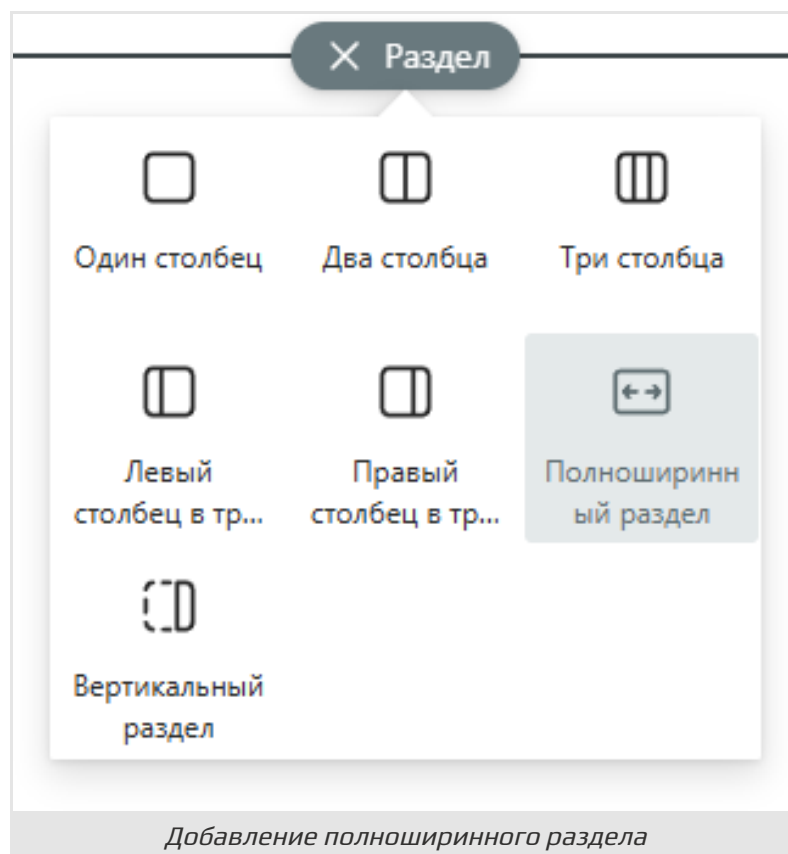 Раздел
Один столбец
Два столбца
Три столбца
Левый
столбец в тр...
Правый
столбец в тр...
Полноширинн
ый раздел
Вертикальный
раздел
Добавление полноширинного раздела